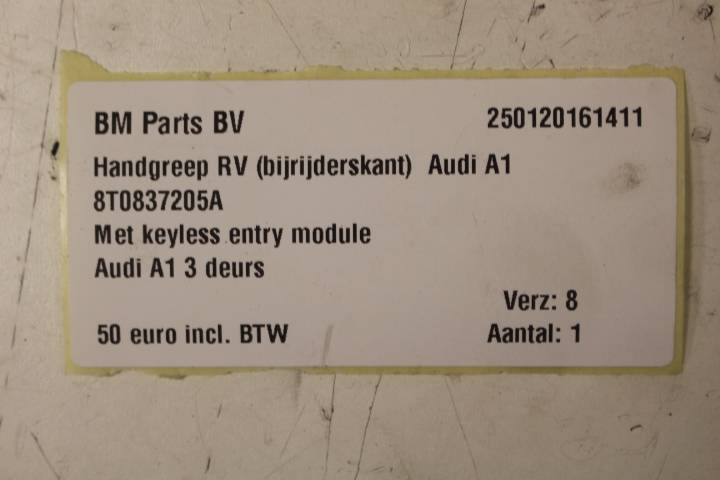 BM Parts BV 250120161411
Handgreep RV (bijrijderskant) Audi A1
8T0837205A
Met keyless entry module
Audi A1 3 deurs
Verz: 8
50 euro incl. BTW Aantal: 1